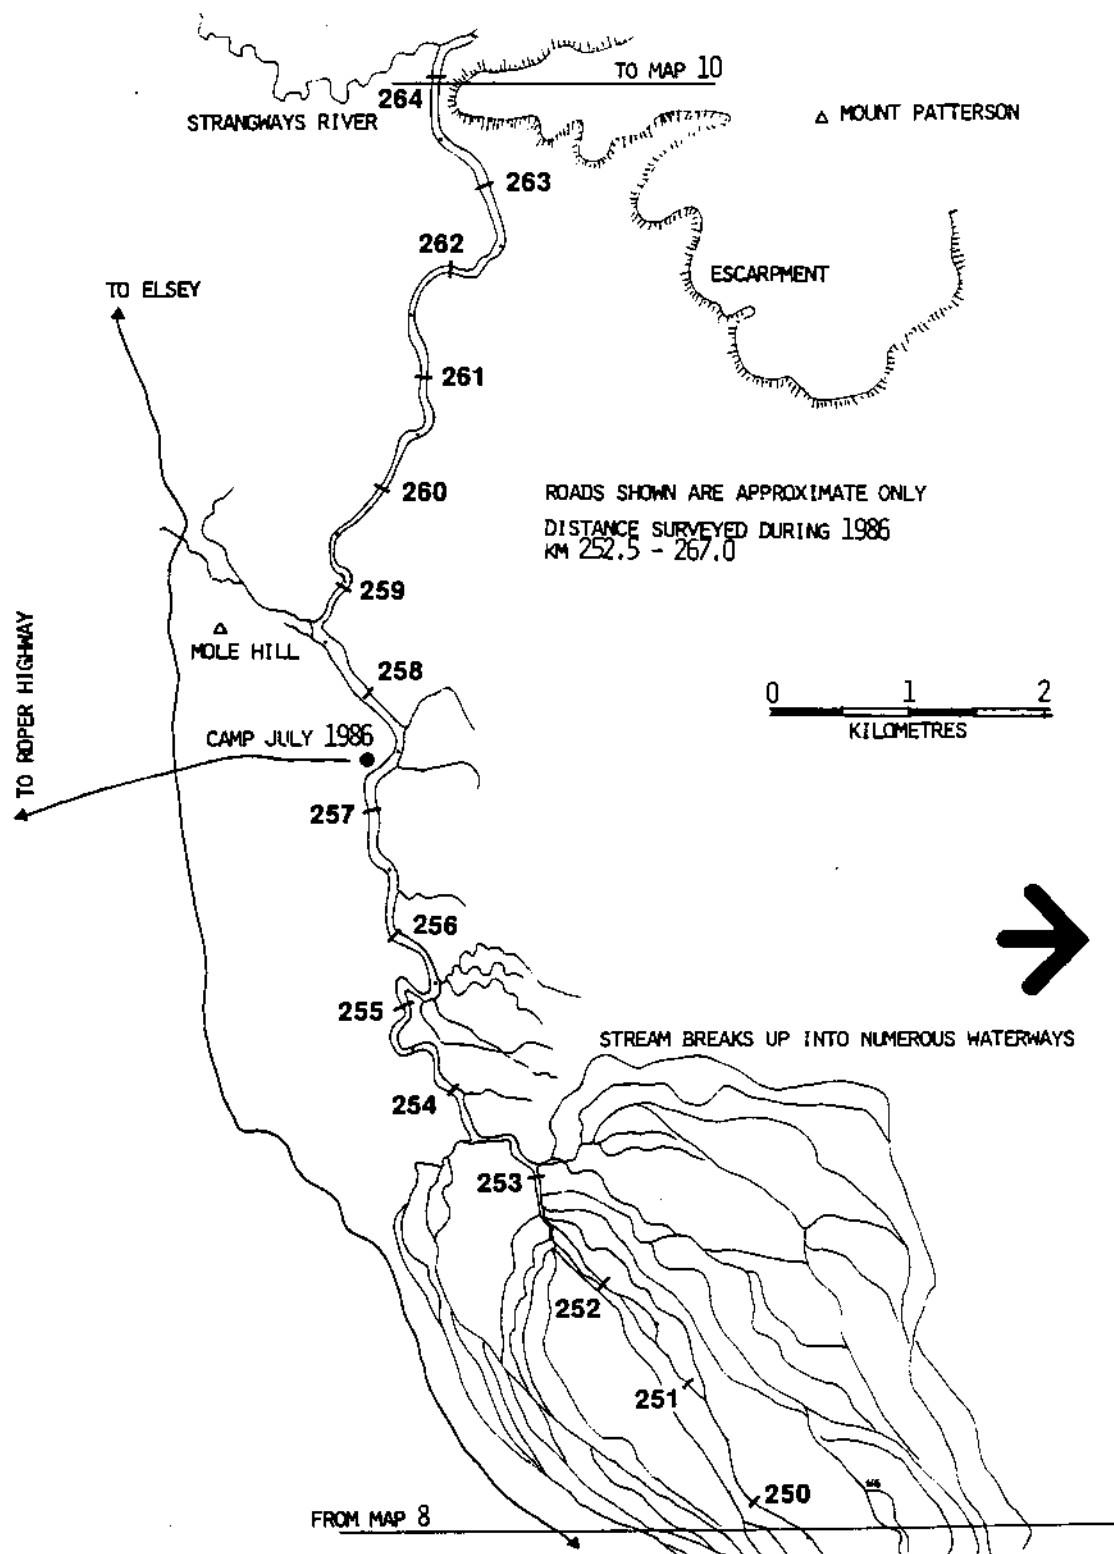 TO MAP 10
264
STRANGWAYS RIVER
MOUNT PATTERSON
263
262
ESCARPMENT
TO ELSEY
261
260
ROADS SHOWN ARE APPROXIMATE ONLY
DISTANCE SURVEYED DURING 1986
KM 252.5 - 267.0
259
MOLE HILL
258
TO ROPER HIGHWAY
0 1 2
KILOMETRES
CAMP JULY 1986
257
256
255
STREAM BREAKS UP INTO NUMEROUS WATERWAYS
254
253
252
251
250
FROM MAP 8